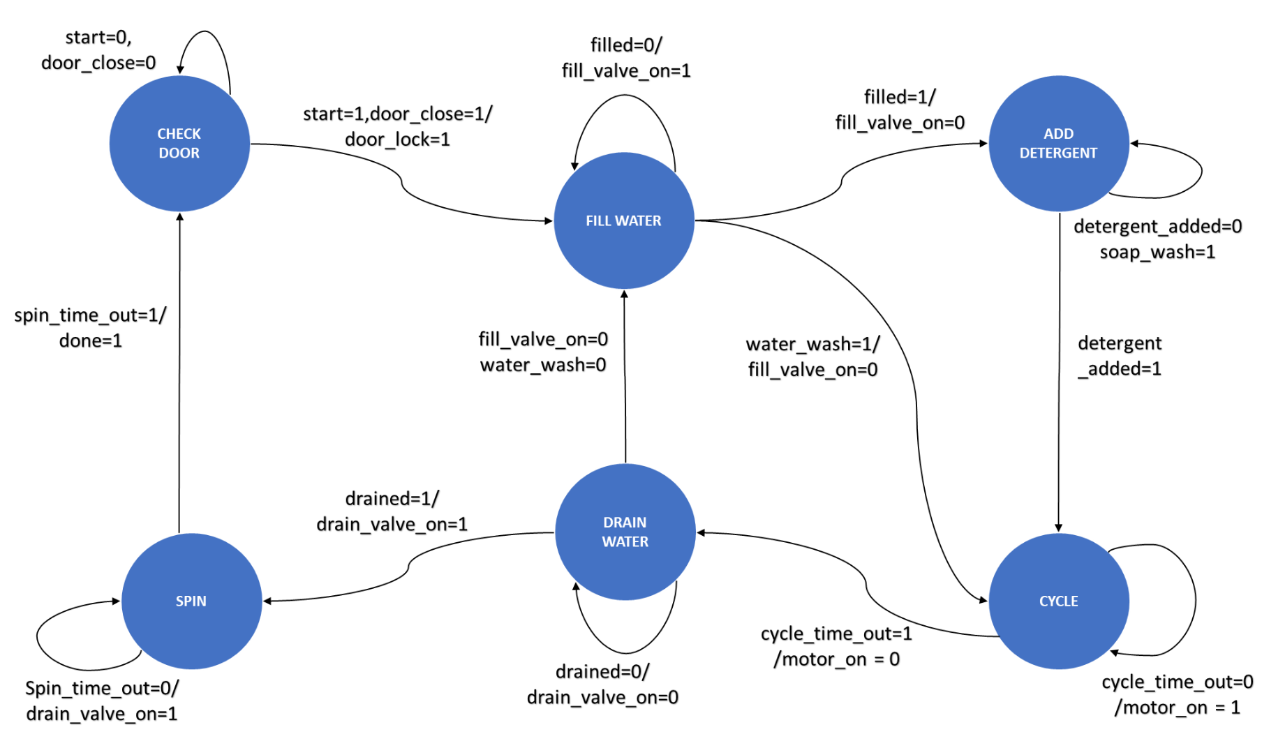 start=0,
door_close=0
CHECK
DOOR
start=1,door_close=1/
door_lock=1
filled=0/
fill_valve_on=1
FILL WATER
filled=1/
fill_valve_on=0
ADD
DETERGENT
detergent_added=0
soap_wash=1
spin_time_out=1/
done=1
fill_valve_on=0
water_wash=0
water_wash=1/
fill_valve_on=0
detergent
_added=1
drained=1/
drain_valve_on=1
DRAIN
WATER
SPIN
CYCLE
Spin_time_out=0/
drain_valve_on=1
drained=0/
drain_valve_on=0
cycle_time_out=1
/motor_on = 0
cycle_time_out=0
/motor_on = 1